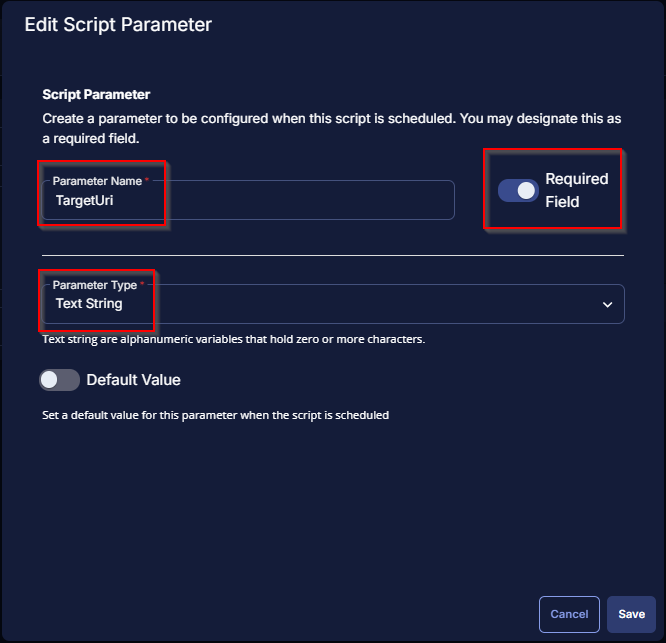 Edit Script Parameter
Script Parameter
Create a parameter to be configured when this script is scheduled. You may designate this as
a required field.
Parameter Name *
TargetUri
Required
Field
Parameter Type *
Text String
Text string are alphanumeric variables that hold zero or more characters.
Default Value
Set a default value for this parameter when the script is scheduled
Cancel
Save